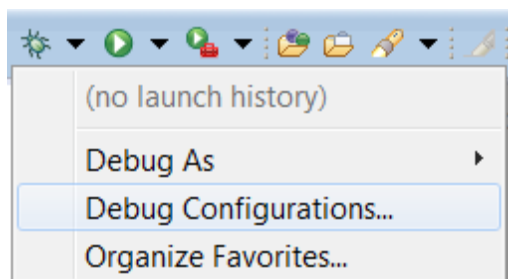 (no launch history)
Debug As
Debug Configurations...
Organize Favorites...